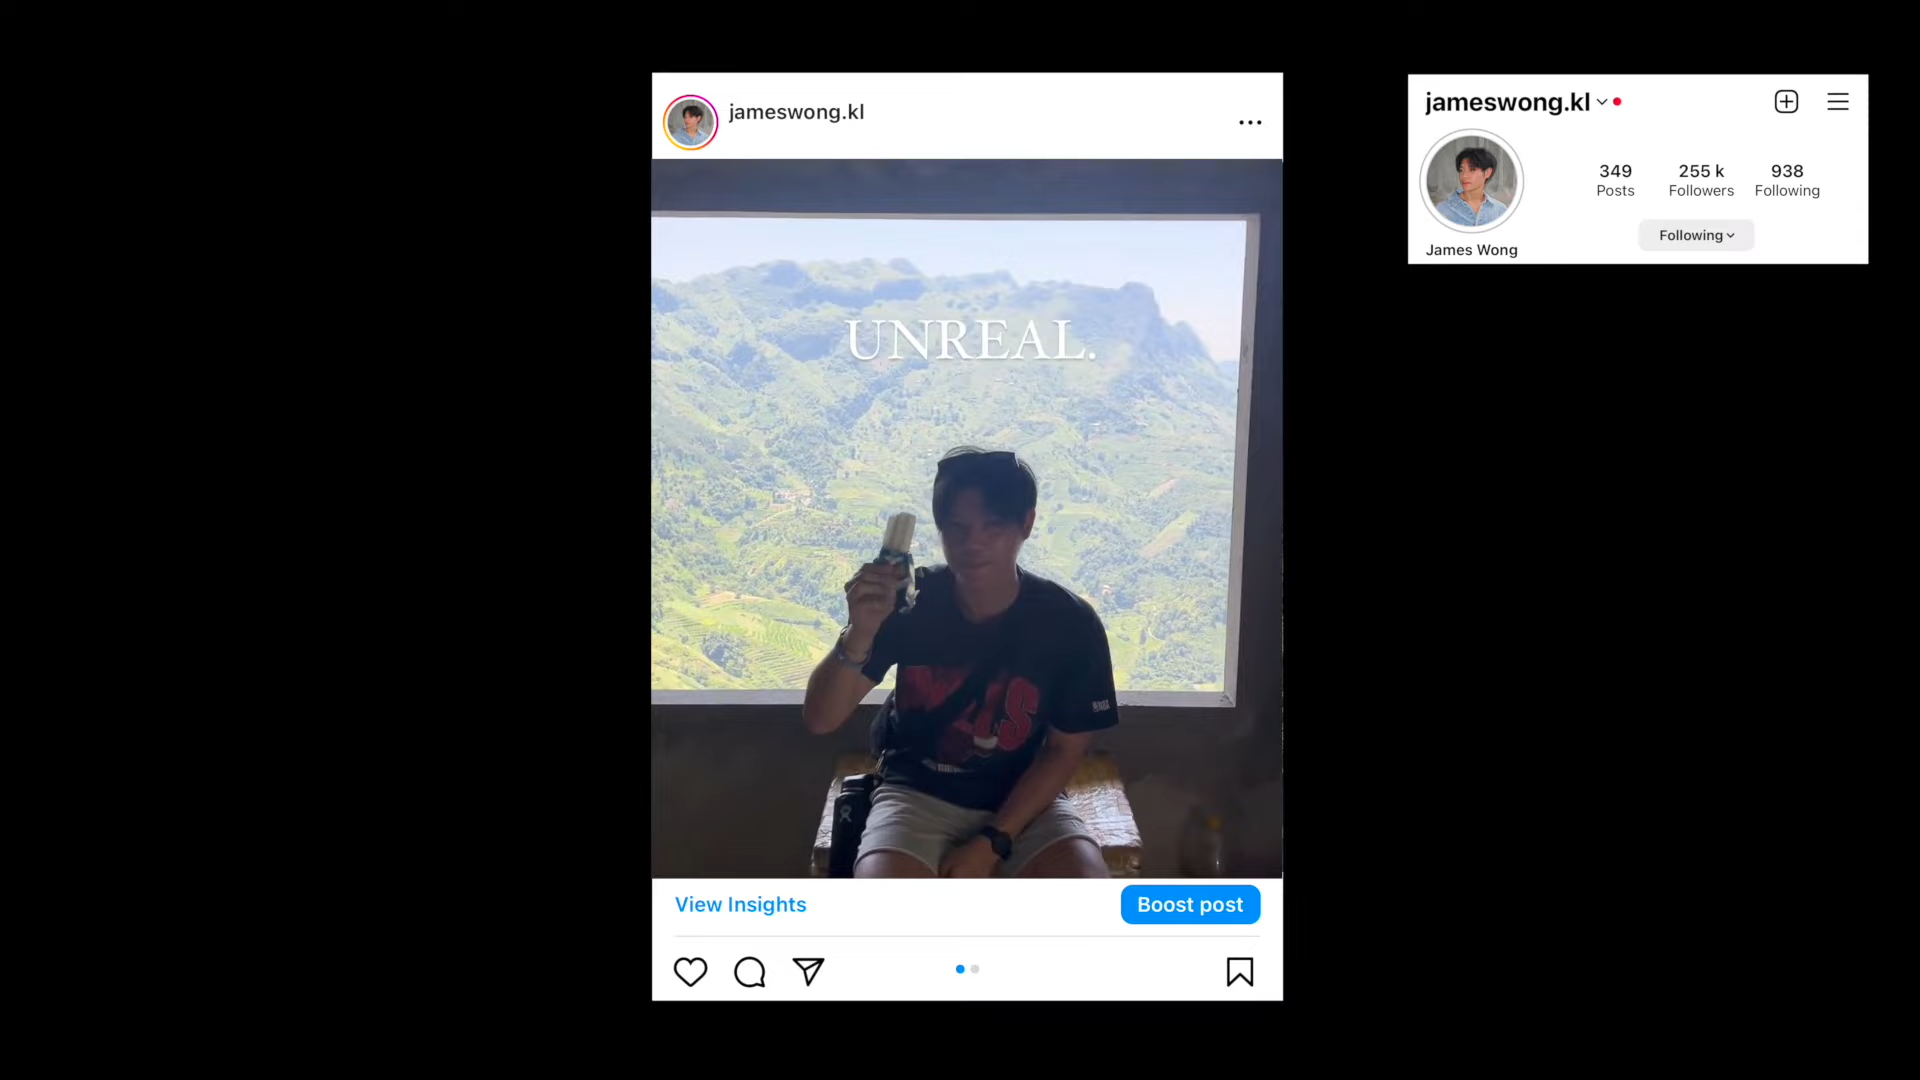 jameswong.kl
UNREAL.
View Insights
Boost post
jameswong.kl
349
Posts
255 k
Followers
938
Following
Following
James Wong